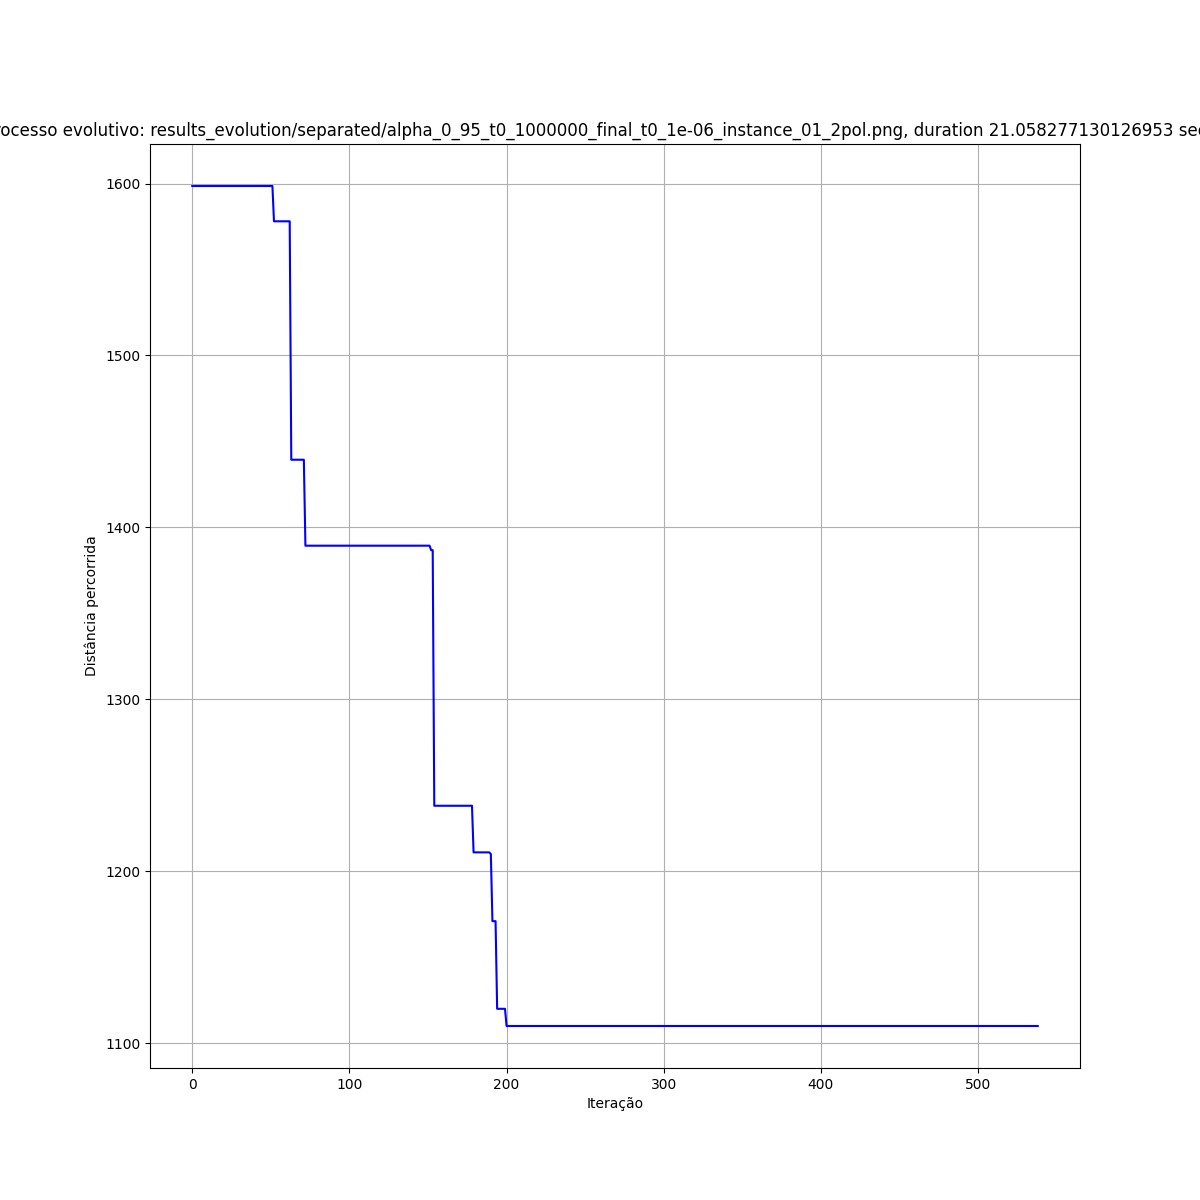 ocesso evolutivo: results_evolution/separated/alpha_0_95_t0_1000000_final_t0_1e-06_instance_01_2pol.png, duration 21.058277130126953 se
1600
1500
1400
1300
1200
1100
Distância percorrida
0 100 200 300 400 500
Iteração